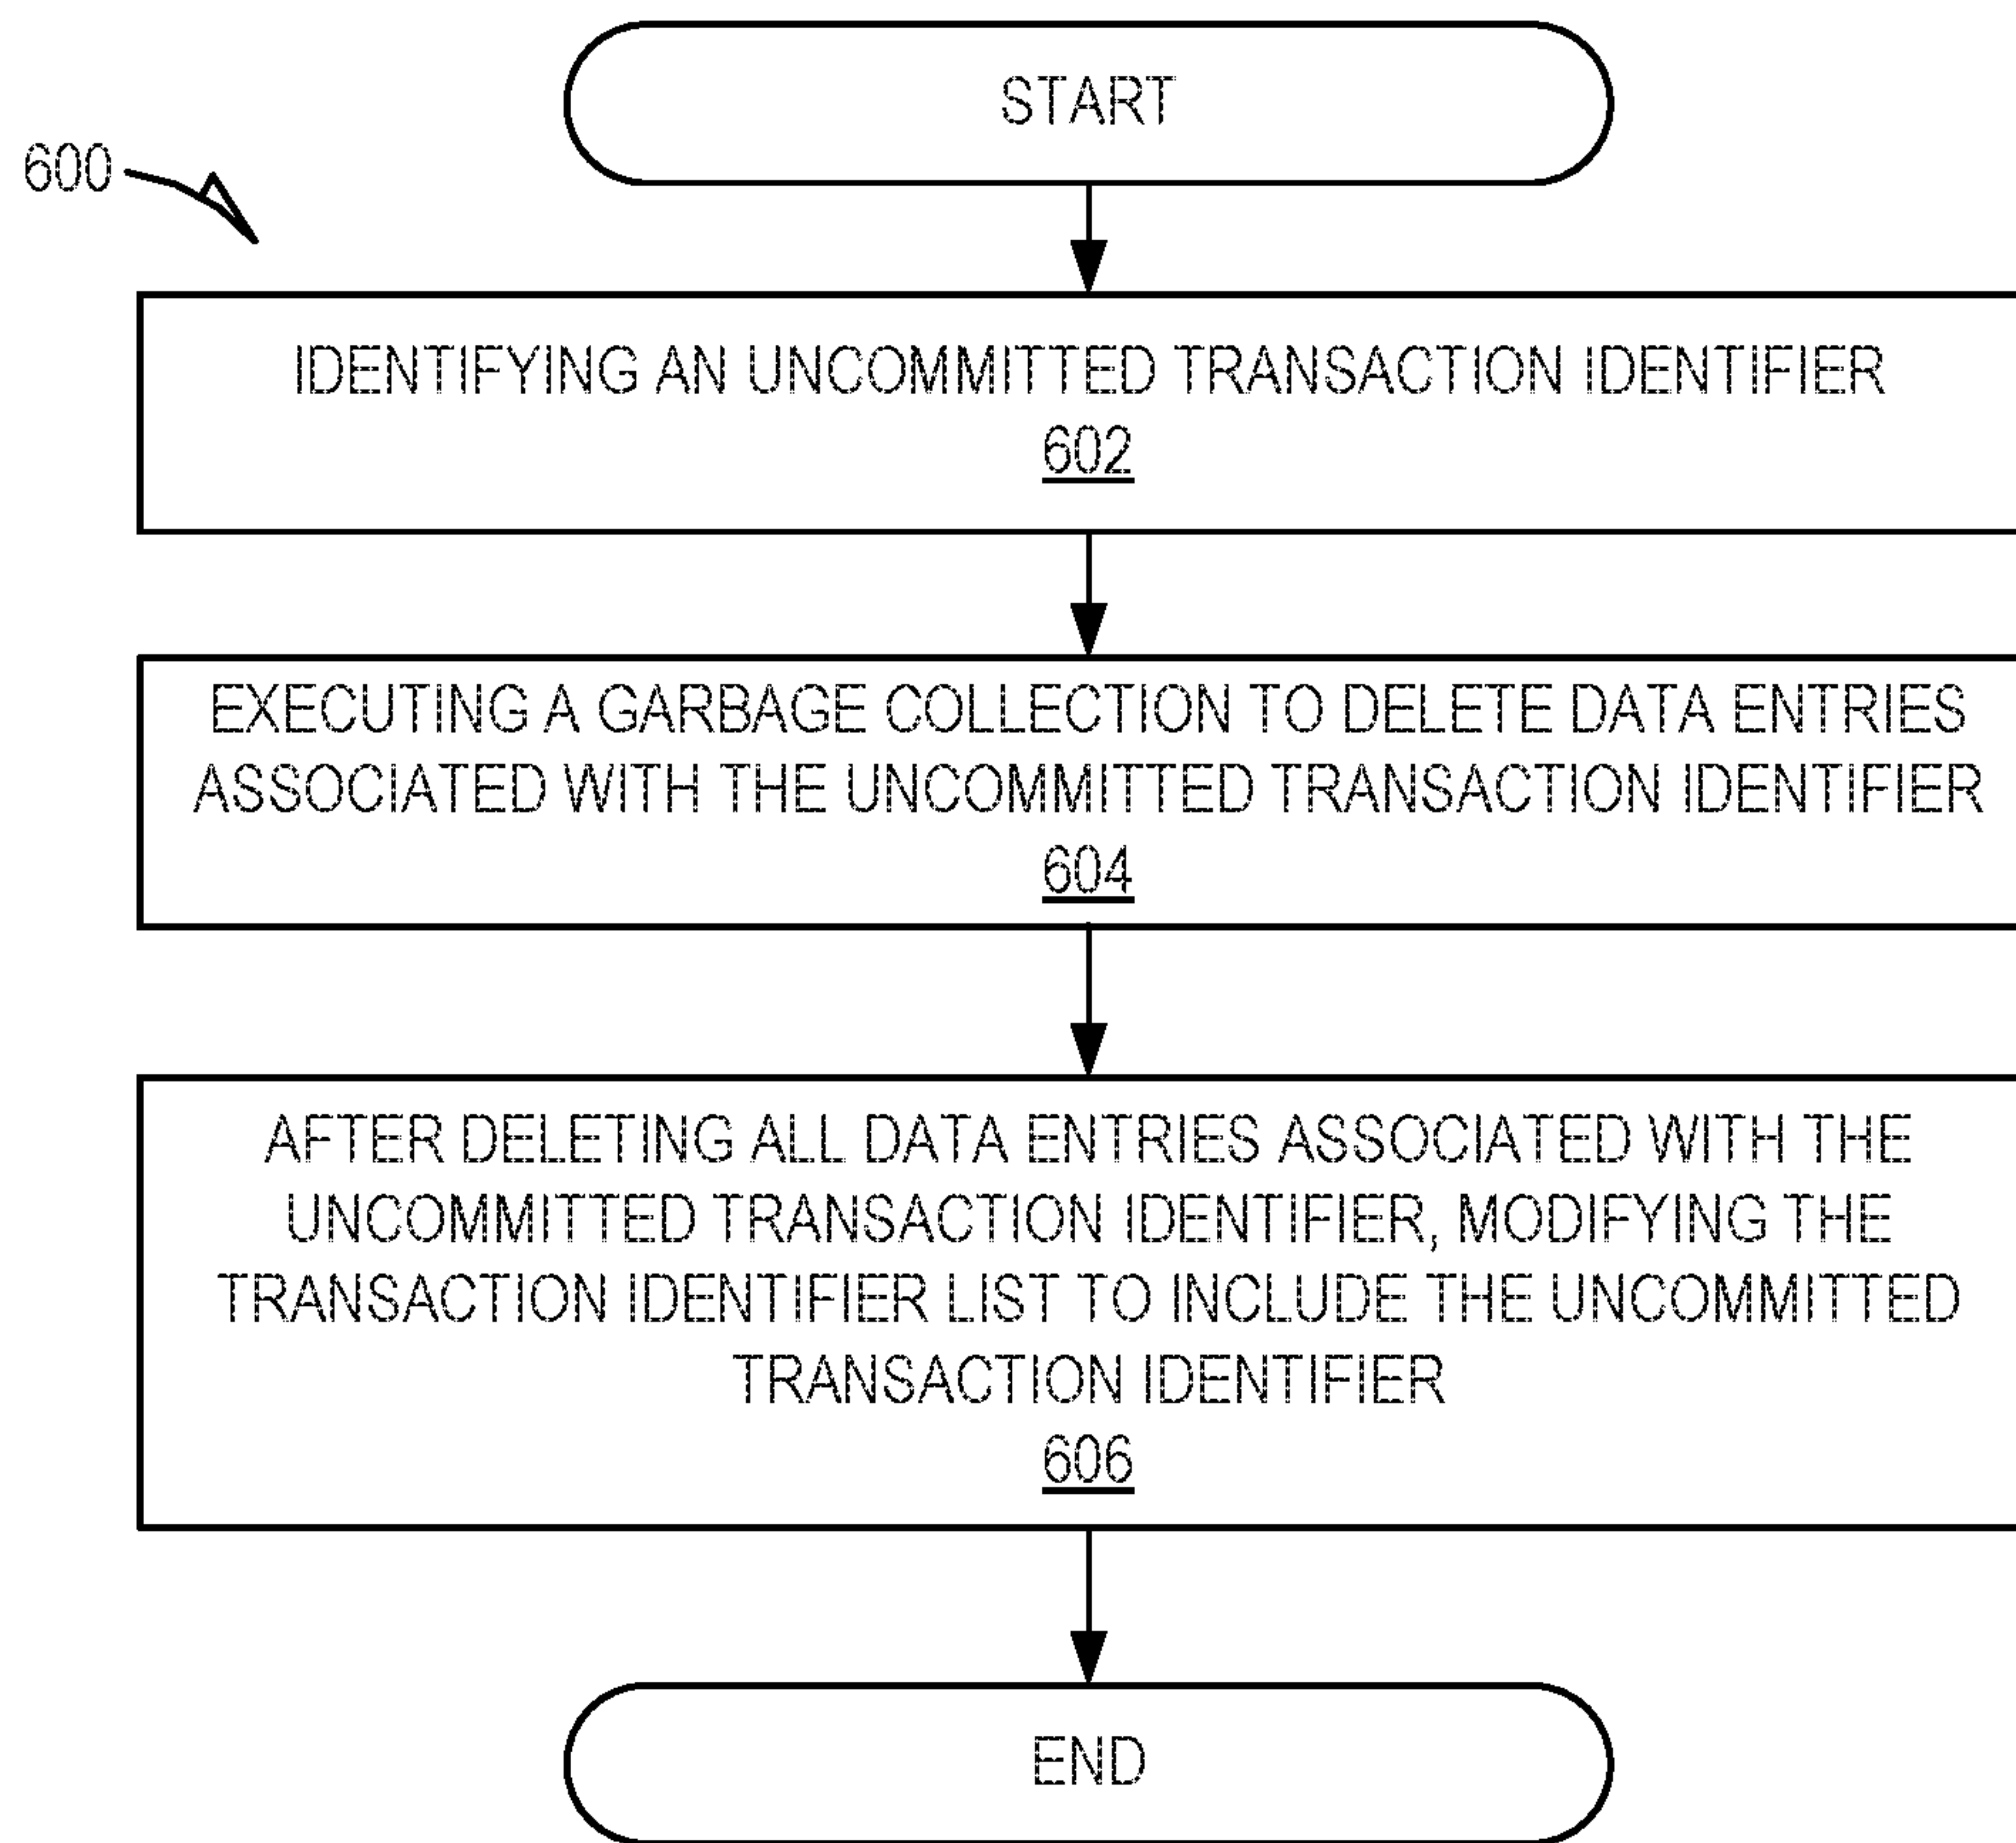 START
600
IDENTIFYING AN UNCOMMITTED TRANSACTION IDENTIFIER
602
EXECUTING A GARBAGE COLLECTION TO DELETE DATA ENTRIES
ASSOCIATED WITH THE UNCOMMITTED TRANSACTION IDENTIFIER
604
AFTER DELETING ALL DATA ENTRIES ASSOCIATED WITH THE
UNCOMMITTED TRANSACTION IDENTIFIER, MODIFYING THE
TRANSACTION IDENTIFIER LIST TO INCLUDE THE UNCOMMITTED
TRANSACTION IDENTIFIER
606
END